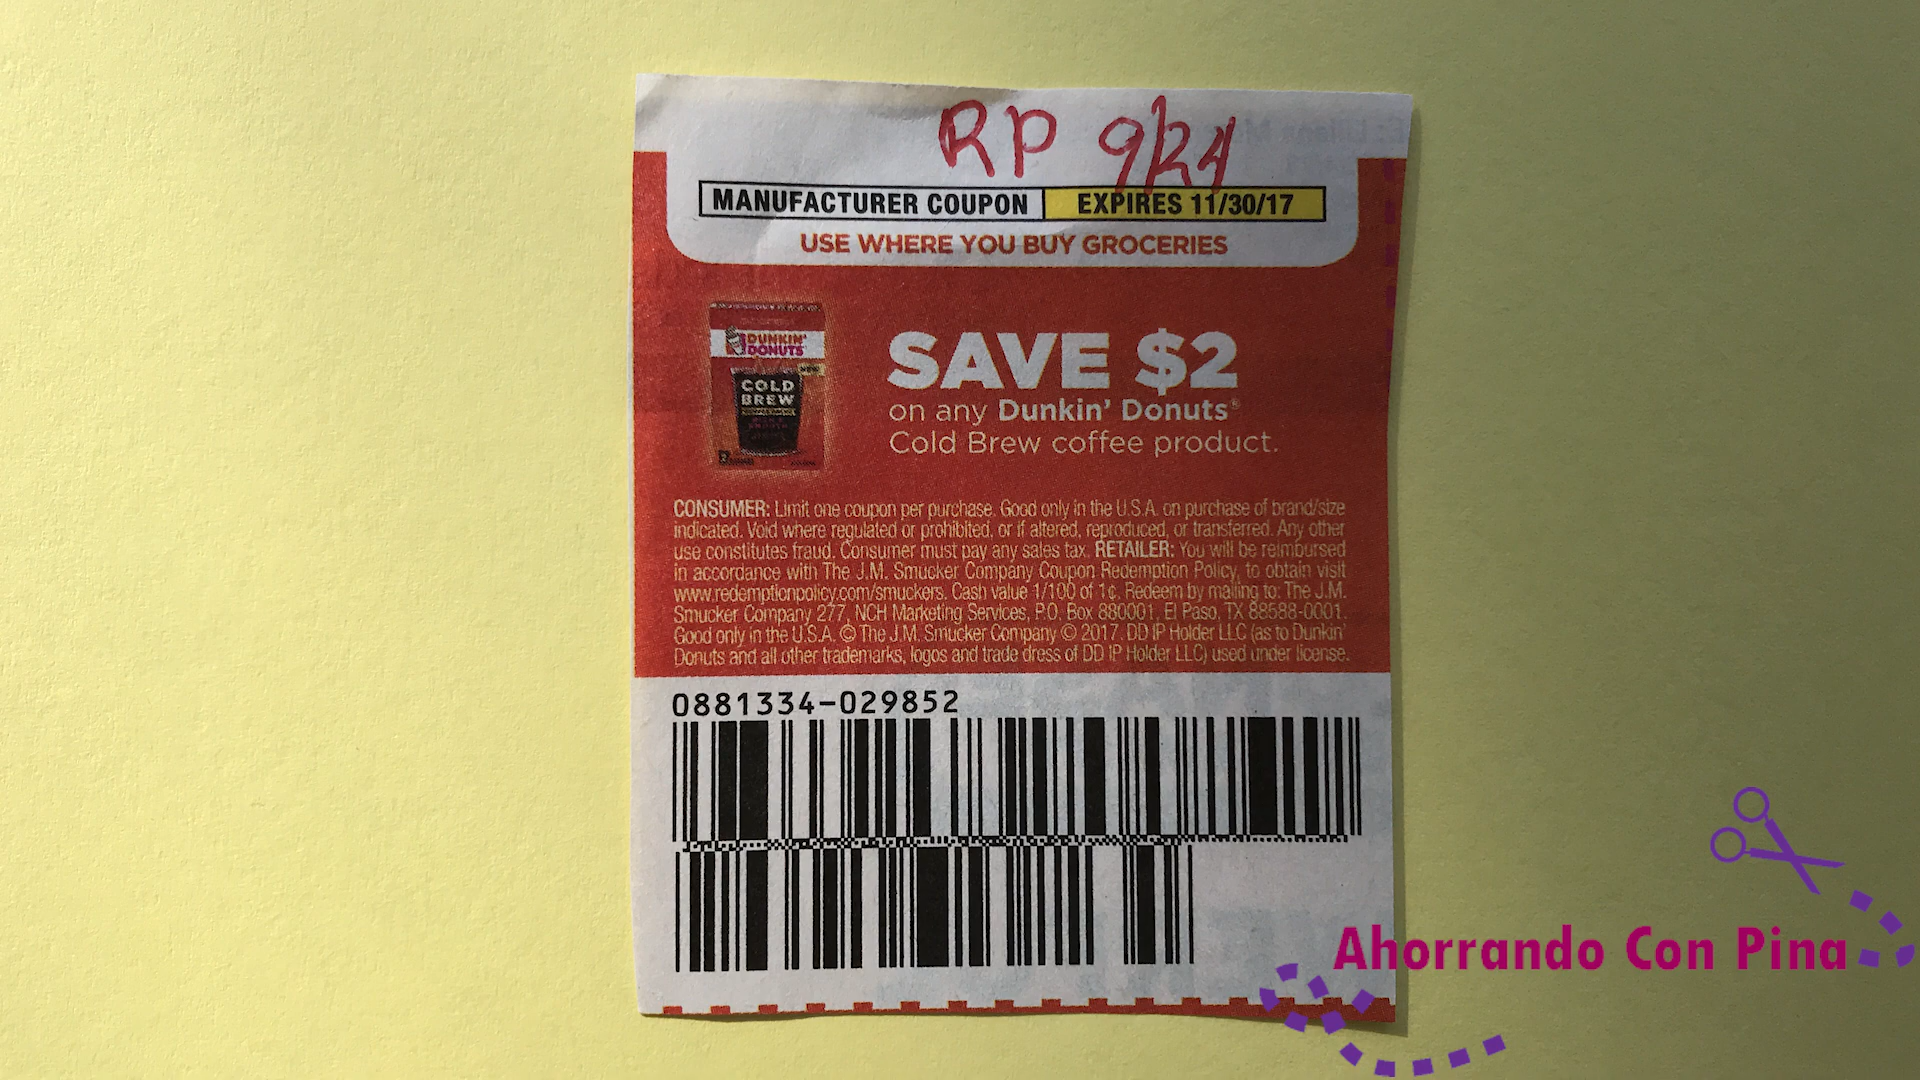 RP 9/24
MANUFACTURER COUPON EXPIRES 11/30/17
USE WHERE YOU BUY GROCERIES
DUNKIN'
DONUTS
COLD
BREW
SAVE $2
on any Dunkin' Donuts®
Cold Brew coffee product.
CONSUMER: Limit one coupon per purchase. Good only in the U.S.A. on purchase of brand/size
indicated. Void where regulated or prohibited, or if altered, reproduced, or transferred. Any other
use constitutes fraud. Consumer must pay any sales tax. RETAILER: You will be reimbursed
in accordance with The J.M. Smucker Company Coupon Redemption Policy, to obtain visit
www.redemptionpolicy.com/smuckers. Cash value 1/100 of 1¢. Redeem by mailing to: The J.M.
Smucker Company 277, NCH Marketing Services, P.O. Box 880001, El Paso, TX 88588-0001.
Good only in the U.S.A. © The J.M. Smucker Company © 2017. DD IP Holder LLC (as to Dunkin'
Donuts and all other trademarks, logos and trade dress of DD IP Holder LLC) used under license.
0881334-029852
Ahorrando Con Pina